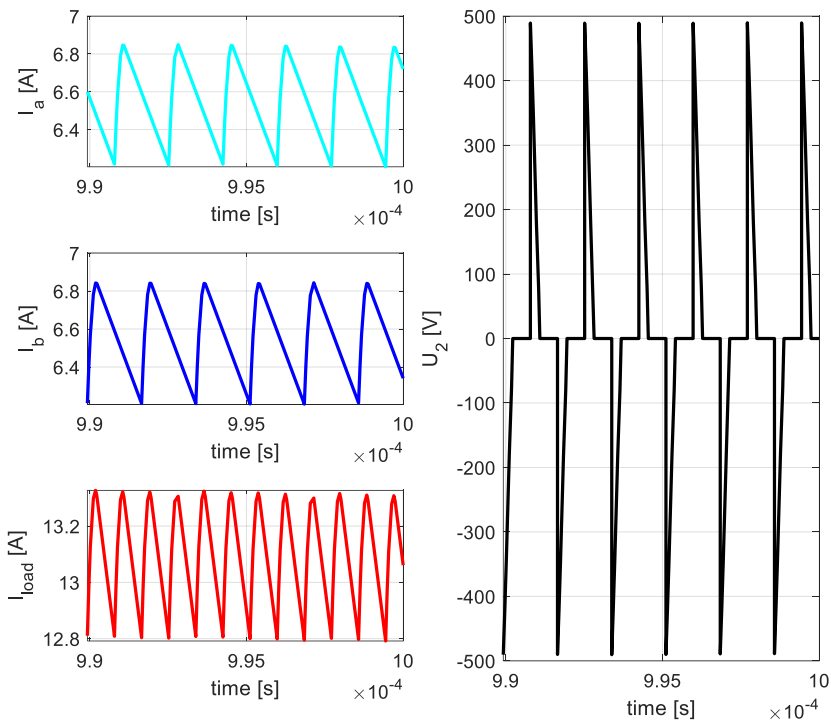 7
6.8
6.6
6.4
I_a [A]
9.9 9.95 10
time [s] ×10^-4
7
6.8
6.6
6.4
I_b [A]
9.9 9.95 10
time [s] ×10^-4
13.2
13
12.8
I_load [A]
9.9 9.95 10
time [s] ×10^-4
500
400
300
200
100
0
-100
-200
-300
-400
-500
U_2 [V]
9.9 9.95 10
time [s] ×10^-4